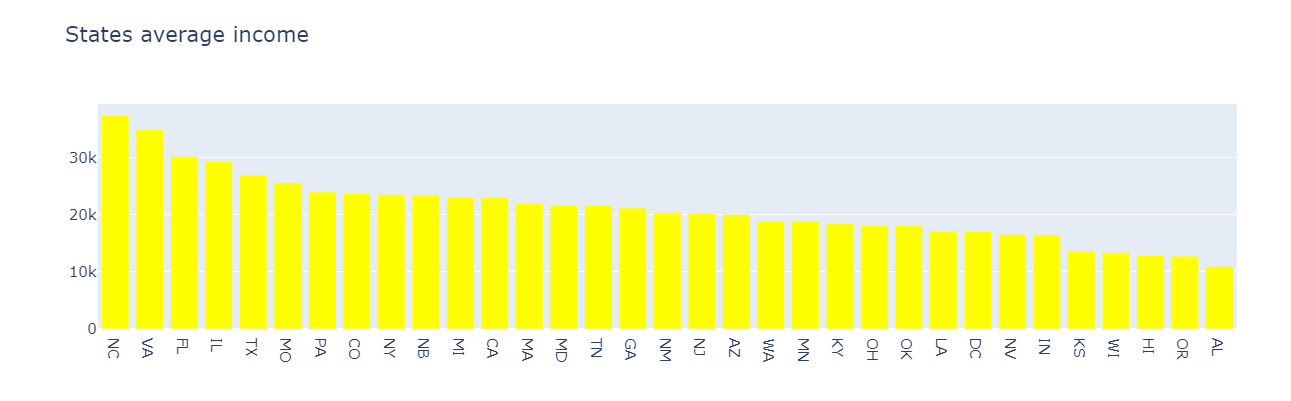 States average income
30k
20k
10k
0
NC VA FL IL TX MO PA CO NY NB MI CA MA MD TN GA NM NJ AZ WA MN KY OH OK LA DC NV IN KS WI HI OR AL